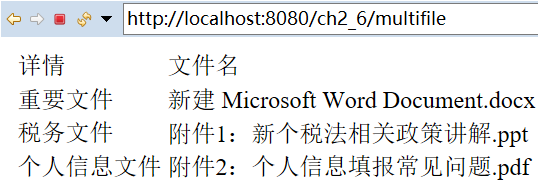 http://localhost:8080/ch2_6/multifile
详情 文件名
重要文件 新建 Microsoft Word Document.docx
税务文件 附件1：新个税法相关政策讲解.ppt
个人信息文件 附件2：个人信息填报常见问题.pdf